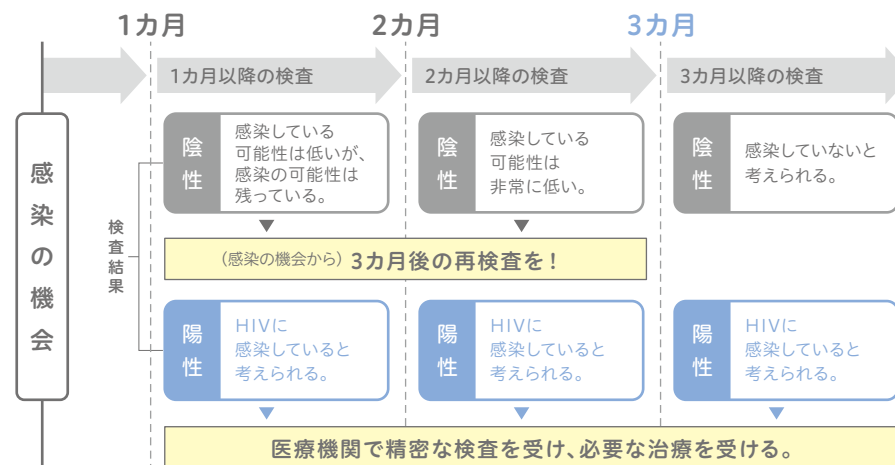 1カ月
2カ月
3カ月
1カ月以降の検査
2カ月以降の検査
3カ月以降の検査
感染の機会
検査結果
陰性
感染している
可能性は低いが、
感染の可能性は
残っている。
陰性
感染している
可能性は
非常に低い。
陰性
感染していないと
考えられる。
(感染の機会から) 3カ月後の再検査を!
陽性
HIVに
感染していると
考えられる。
陽性
HIVに
感染していると
考えられる。
陽性
HIVに
感染していると
考えられる。
医療機関で精密な検査を受け、必要な治療を受ける。